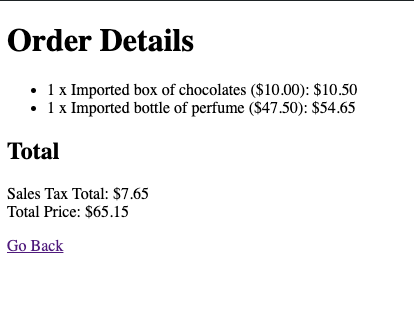 Order Details
• 1 x Imported box of chocolates ($10.00): $10.50
• 1 x Imported bottle of perfume ($47.50): $54.65
Total
Sales Tax Total: $7.65
Total Price: $65.15
Go Back